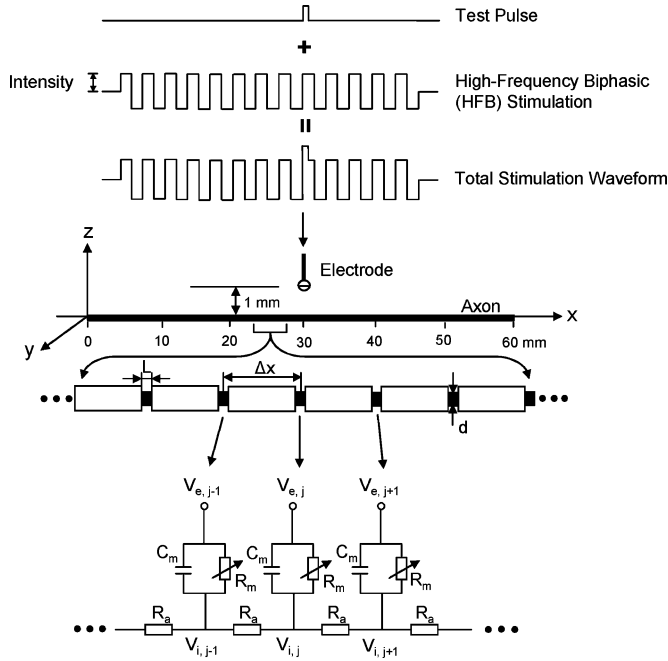 Test Pulse
+
Intensity
High-Frequency Biphasic
(HFB) Stimulation
=
Total Stimulation Waveform
z
Electrode
1 mm
Axon
x
y
0 10 20 30 40 50 60 mm
L
Δx
d
V e, j-1 V e, j V e, j+1
C m R m C m R m C m R m
R a R a R a R a
V i, j-1 V i, j V i, j+1